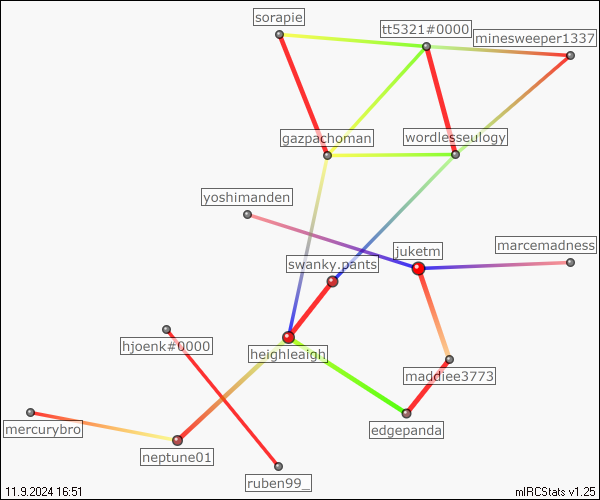 sorapie
tt5321#0000
minesweeper1337
gazpachoman
wordlesseulogy
yoshimanden
juketm
marcemadness
swanky.pants
hjoenk#0000
heighleaigh
maddiee3773
mercurybro
edgepanda
neptune01
ruben99_
11.9.2024 16:51
mIRCStats v1.25